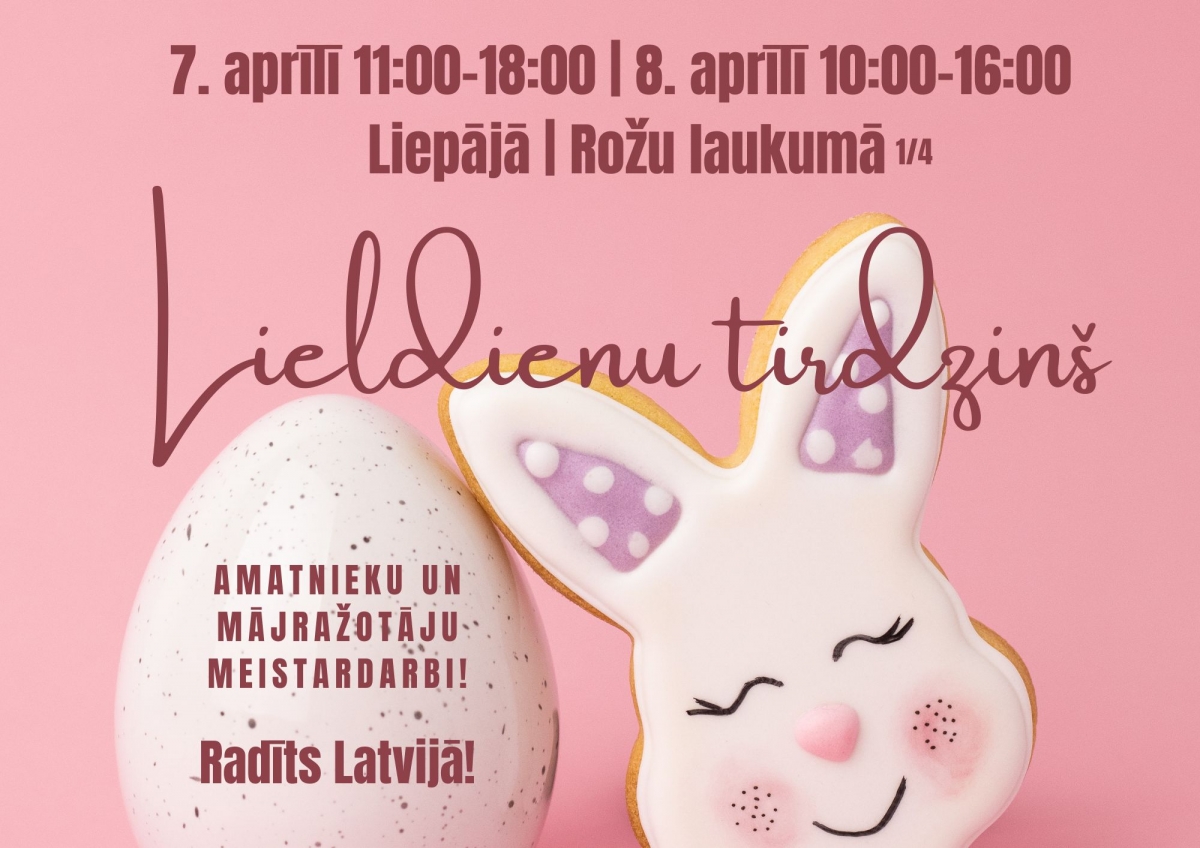 7. aprīlī 11:00-18:00 | 8. aprīlī 10:00-16:00
Liepājā | Rožu laukumā 1/4
Lieldienu tirdziņš
AMATNIEKU UN
MĀJRAŽOTĀJU
MEISTARDARBI!
Radīts Latvijā!